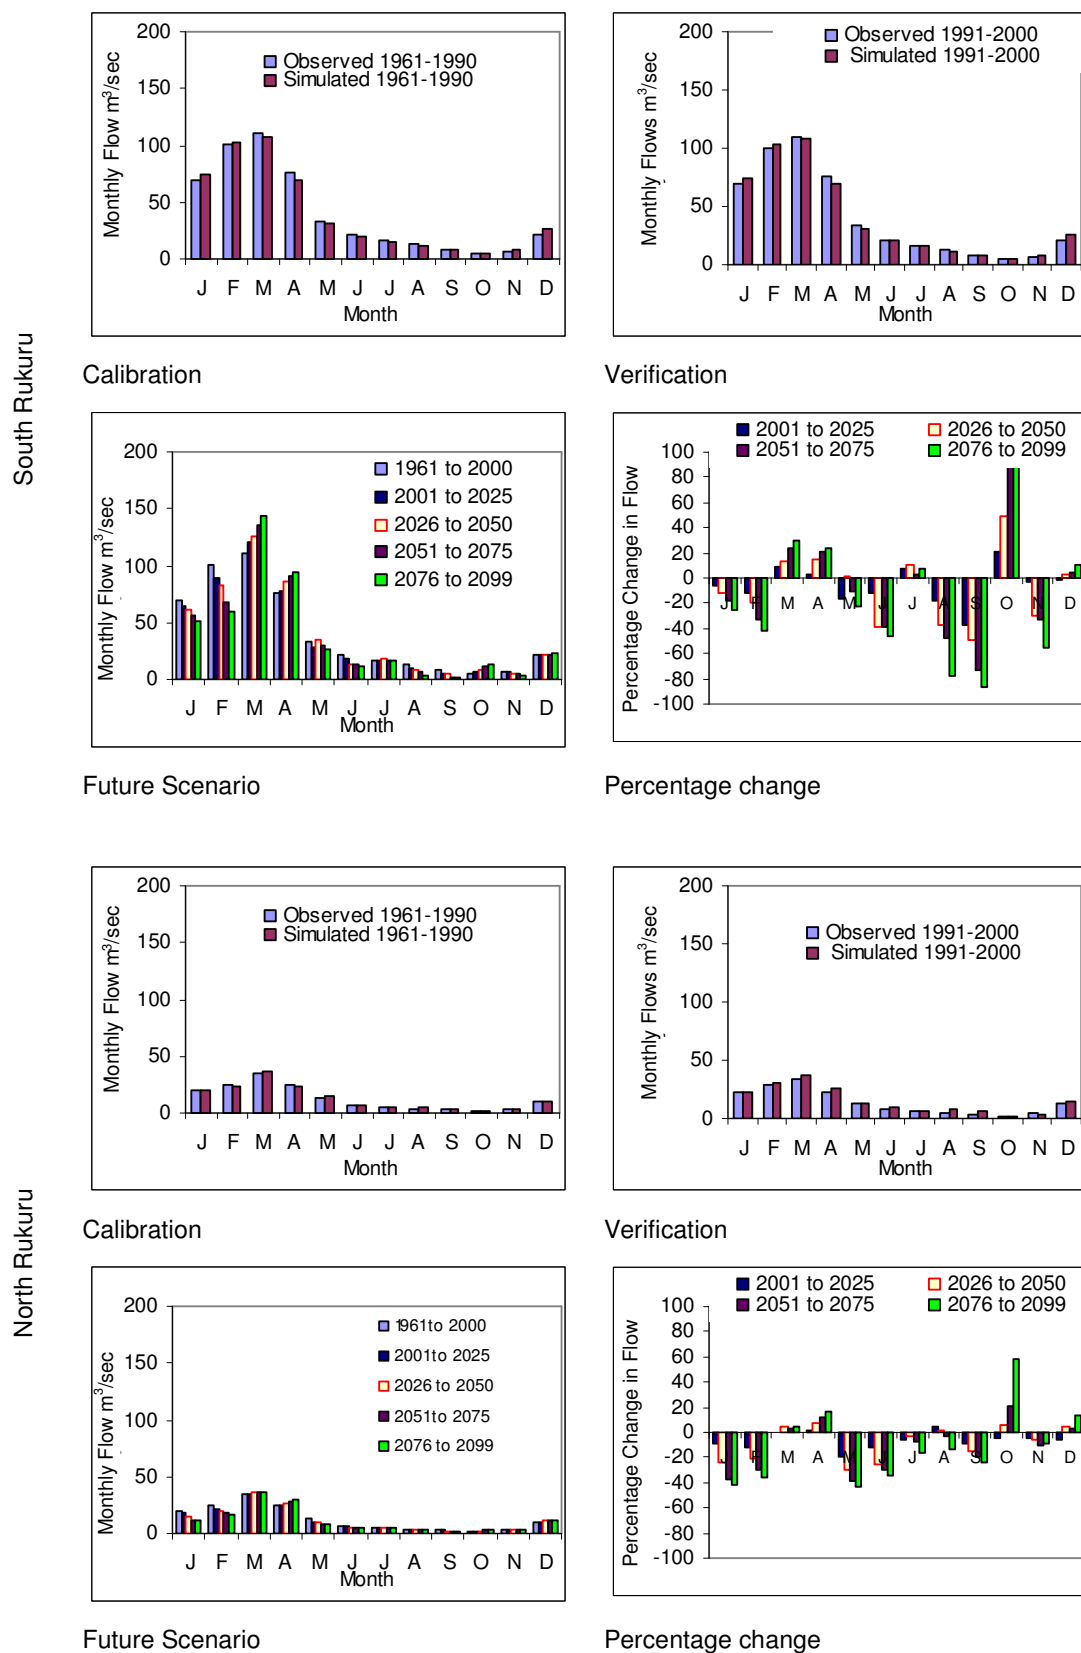 South Rukuru
200
150
100
50
0
Monthly Flow m³/sec
Observed 1961-1990
Simulated 1961-1990
J F M A M J J A S O N D
Month
Calibration
200
150
100
50
0
Monthly Flows m³/sec
Observed 1991-2000
Simulated 1991-2000
J F M A M J J A S O N D
Month
Verification
200
150
100
50
0
Monthly Flow m³/sec
1961 to 2000
2001 to 2025
2026 to 2050
2051 to 2075
2076 to 2099
J F M A M J J A S O N D
Month
Future Scenario
2001 to 2025 2026 to 2050
2051 to 2075 2076 to 2099
100
80
60
40
20
0
-20
-40
-60
-80
-100
Percentage Change in Flow
J F M A M J J A S O N D
Percentage change
North Rukuru
200
150
100
50
0
Monthly Flow m³/sec
Observed 1961-1990
Simulated 1961-1990
J F M A M J J A S O N D
Month
Calibration
200
150
100
50
0
Monthly Flows m³/sec
Observed 1991-2000
Simulated 1991-2000
J F M A M J J A S O N D
Month
Verification
200
150
100
50
0
Monthly Flow m³/sec
1961to 2000
2001to 2025
2026 to 2050
2051to 2075
2076 to 2099
J F M A M J J A S O N D
Month
Future Scenario
2001 to 2025 2026 to 2050
2051 to 2075 2076 to 2099
100
80
60
40
20
0
-20
-40
-60
-80
-100
Percentage Change in Flow
J F M A M J J A S O N D
Percentage change